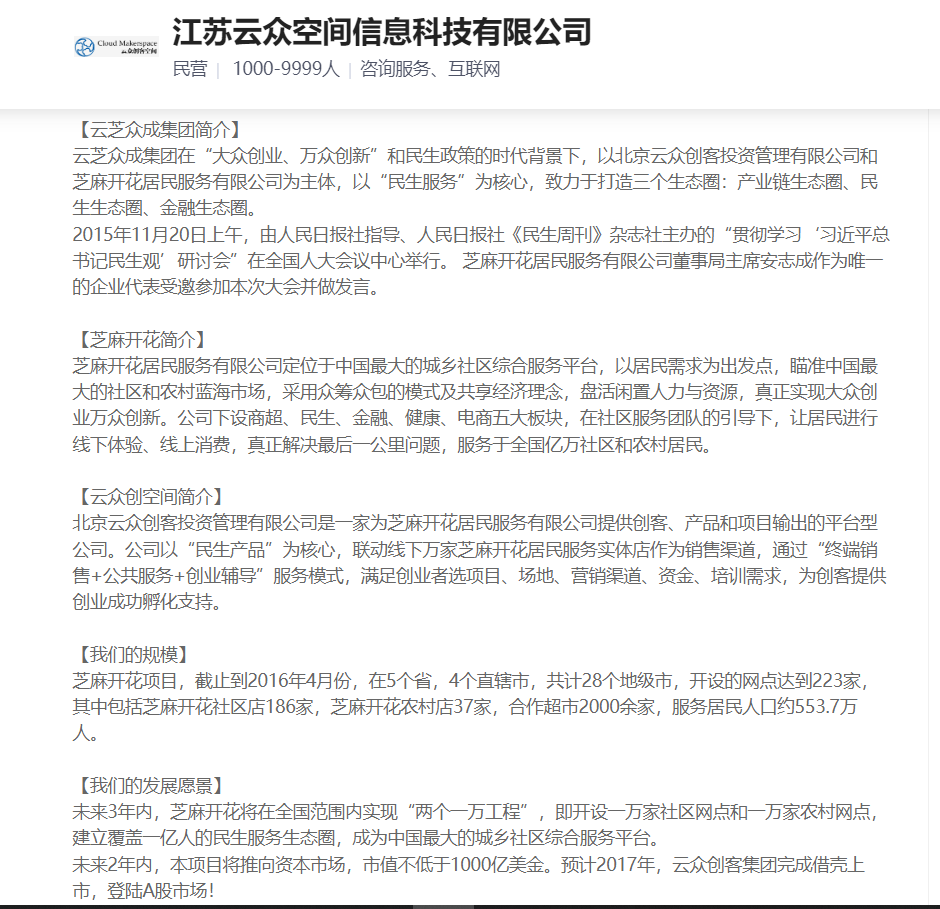 江苏云众空间信息科技有限公司
Cloud Makerspace
云众创客空间
民营 | 1000-9999人 | 咨询服务、互联网
【云芝众成集团简介】
云芝众成集团在“大众创业、万众创新”和民生政策的时代背景下，以北京云众创客投资管理有限公司和
芝麻开花居民服务有限公司为主体，以“民生服务”为核心，致力于打造三个生态圈：产业链生态圈、民
生生态圈、金融生态圈。
2015年11月20日上午，由人民日报社指导、人民日报社《民生周刊》杂志社主办的“贯彻学习‘习近平总
书记民生观’研讨会”在全国人大会议中心举行。 芝麻开花居民服务有限公司董事局主席安志成作为唯一
的企业代表受邀参加本次大会并做发言。
【芝麻开花简介】
芝麻开花居民服务有限公司定位于中国最大的城乡社区综合服务平台，以居民需求为出发点，瞄准中国最
大的社区和农村蓝海市场，采用众筹众包的模式及共享经济理念，盘活闲置人力与资源，真正实现大众创
业万众创新。公司下设商超、民生、金融、健康、电商五大板块，在社区服务团队的引导下，让居民进行
线下体验、线上消费，真正解决最后一公里问题，服务于全国亿万社区和农村居民。
【云众创空间简介】
北京云众创客投资管理有限公司是一家为芝麻开花居民服务有限公司提供创客、产品和项目输出的平台型
公司。公司以“民生产品”为核心，联动线下万家芝麻开花居民服务实体店作为销售渠道，通过“终端销
售+公共服务+创业辅导”服务模式，满足创业者选项目、场地、营销渠道、资金、培训需求，为创客提供
创业成功孵化支持。
【我们的规模】
芝麻开花项目，截止到2016年4月份，在5个省，4个直辖市，共计28个地级市，开设的网点达到223家，
其中包括芝麻开花社区店186家，芝麻开花农村店37家，合作超市2000余家，服务居民人口约553.7万
人。
【我们的发展愿景】
未来3年内，芝麻开花将在全国范围内实现“两个一万工程”，即开设一万家社区网点和一万家农村网点，
建立覆盖一亿人的民生服务生态圈，成为中国最大的城乡社区综合服务平台。
未来2年内，本项目将推向资本市场，市值不低于1000亿美金。预计2017年，云众创客集团完成借壳上
市，登陆A股市场！